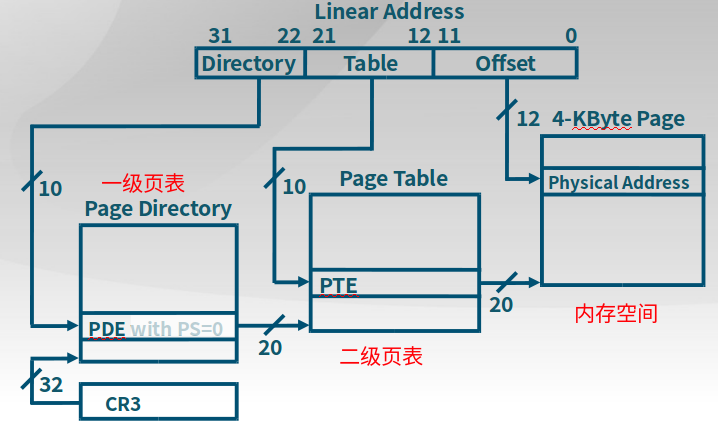 Linear Address
31 22 21 12 11 0
Directory Table Offset
12 4-KByte Page
10 一级页表 10 Page Table Physical Address
Page Directory
PTE
PDE with PS=0 20 内存空间
20
二级页表
32
CR3